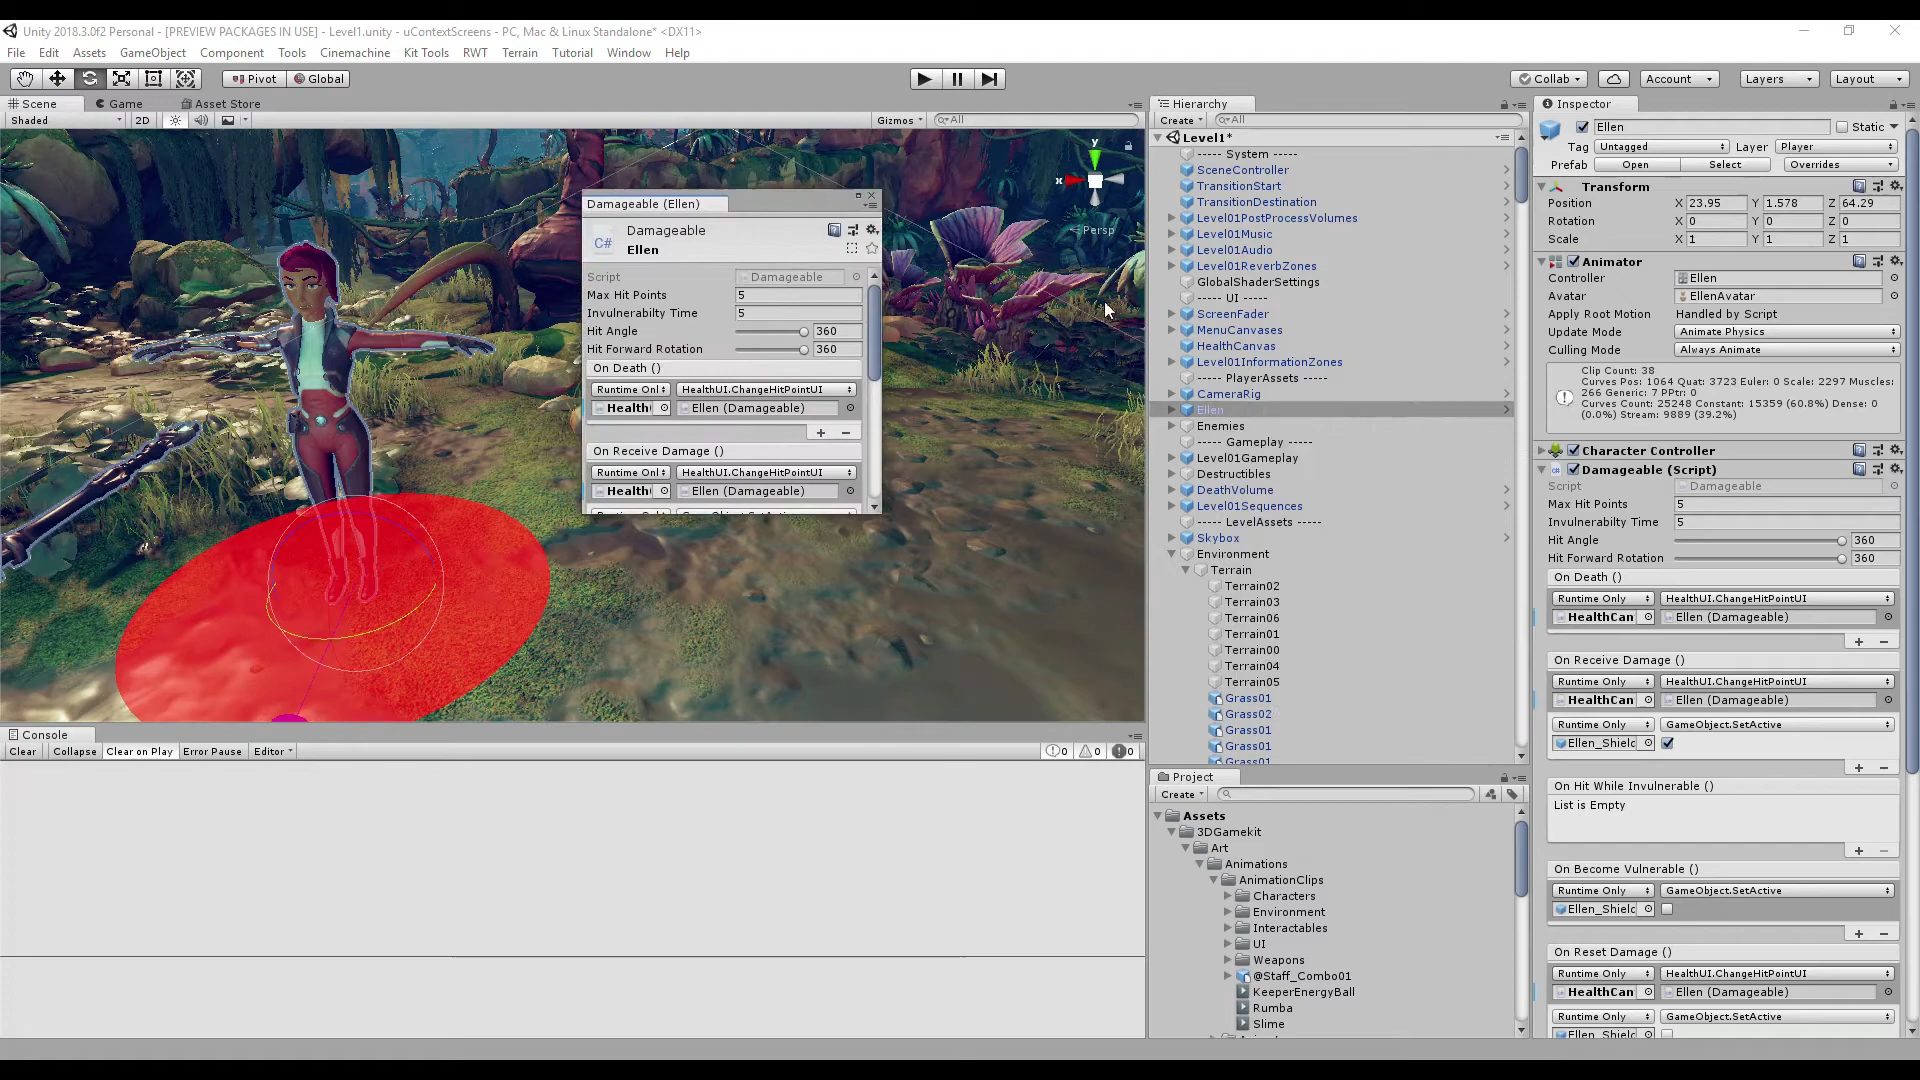 Unity 2018.3.0f2 Personal - [PREVIEW PACKAGES IN USE] - Level1.unity - uContextScreens - PC, Mac & Linux Standalone* <DX11>
File Edit Assets GameObject Component Tools Cinemachine Kit Tools RWT Terrain Tutorial Window Help
Pivot Global Collab Account Layers Layout
Scene Game Asset Store
Shaded 2D Gizmos All
y
x
Persp
Damageable (Ellen)
Damageable
C# Ellen
Script Damageable
Max Hit Points 5
Invulnerabilty Time 5
Hit Angle 360
Hit Forward Rotation 360
On Death ()
Runtime Onl HealthUI.ChangeHitPointUI
Health Ellen (Damageable)
+ −
On Receive Damage ()
Runtime Onl HealthUI.ChangeHitPointUI
Health Ellen (Damageable)
Console
Clear Collapse Clear on Play Error Pause Editor 0 0 0
Hierarchy
Create All
Level1*
----- System -----
SceneController
TransitionStart
TransitionDestination
Level01PostProcessVolumes
Level01Music
Level01Audio
Level01ReverbZones
GlobalShaderSettings
----- UI -----
ScreenFader
MenuCanvases
HealthCanvas
Level01InformationZones
----- PlayerAssets -----
CameraRig
Ellen
Enemies
----- Gameplay -----
Level01Gameplay
Destructibles
DeathVolume
Level01Sequences
----- LevelAssets -----
Skybox
Environment
Terrain
Terrain02
Terrain03
Terrain06
Terrain01
Terrain00
Terrain04
Terrain05
Grass01
Grass02
Grass01
Grass01
Grass01
Project
Create
Assets
3DGamekit
Art
Animations
AnimationClips
Characters
Environment
Interactables
UI
Weapons
@Staff_Combo01
KeeperEnergyBall
Rumba
Slime
Inspector
Ellen Static
Tag Untagged Layer Player
Prefab Open Select Overrides
Transform
Position X 23.95 Y 1.578 Z 64.29
Rotation X 0 Y 0 Z 0
Scale X 1 Y 1 Z 1
Animator
Controller Ellen
Avatar EllenAvatar
Apply Root Motion Handled by Script
Update Mode Animate Physics
Culling Mode Always Animate
Clip Count: 38
Curves Pos: 1064 Quat: 3723 Euler: 0 Scale: 2297 Muscles:
266 Generic: 7 PPtr: 0
Curves Count: 25248 Constant: 15359 (60.8%) Dense: 0
(0.0%) Stream: 9889 (39.2%)
Character Controller
Damageable (Script)
Script Damageable
Max Hit Points 5
Invulnerabilty Time 5
Hit Angle 360
Hit Forward Rotation 360
On Death ()
Runtime Only HealthUI.ChangeHitPointUI
HealthCan Ellen (Damageable)
+ −
On Receive Damage ()
Runtime Only HealthUI.ChangeHitPointUI
HealthCan Ellen (Damageable)
Runtime Only GameObject.SetActive
Ellen_Shield
+ −
On Hit While Invulnerable ()
List is Empty
+ −
On Become Vulnerable ()
Runtime Only GameObject.SetActive
Ellen_Shield
+ −
On Reset Damage ()
Runtime Only HealthUI.ChangeHitPointUI
HealthCan Ellen (Damageable)
Runtime Only GameObject.SetActive
Ellen_Shield